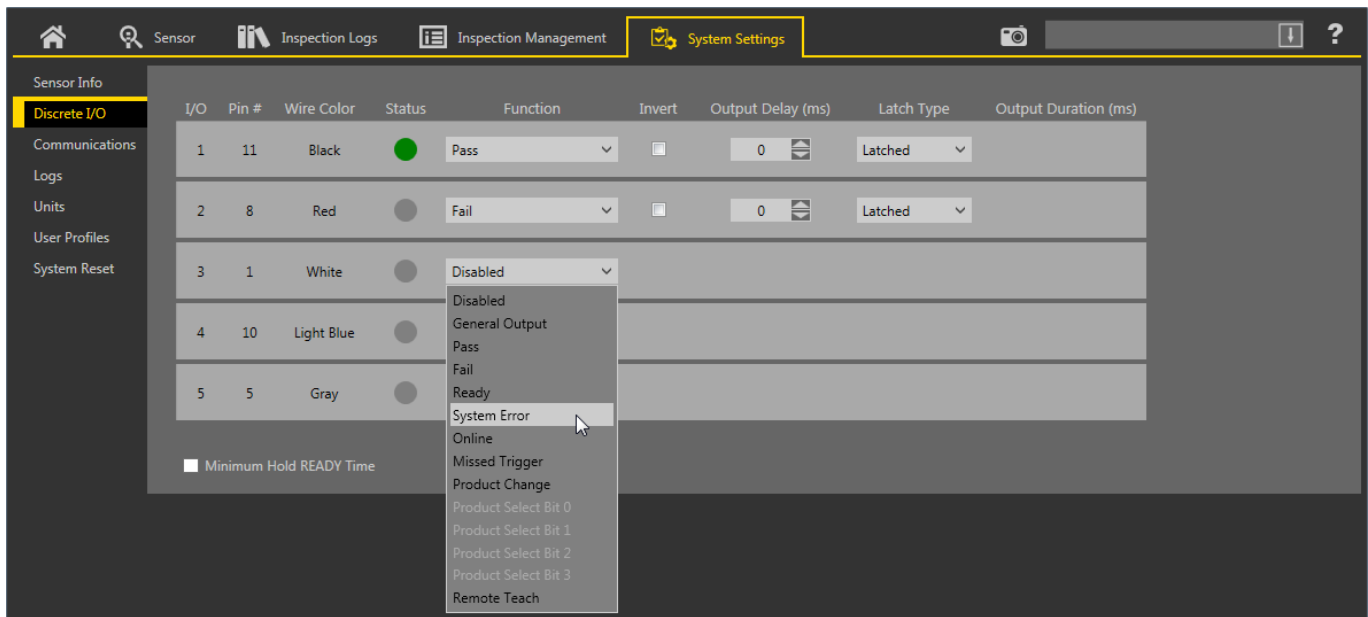 Sensor Inspection Logs Inspection Management System Settings ?
Sensor Info
Discrete I/O
Communications
Logs
Units
User Profiles
System Reset
I/O Pin # Wire Color Status Function Invert Output Delay (ms) Latch Type Output Duration (ms)
1 11 Black Pass 0 Latched
2 8 Red Fail 0 Latched
3 1 White Disabled
4 10 Light Blue
5 5 Gray
Disabled
General Output
Pass
Fail
Ready
System Error
Online
Missed Trigger
Product Change
Product Select Bit 0
Product Select Bit 1
Product Select Bit 2
Product Select Bit 3
Remote Teach
Minimum Hold READY Time